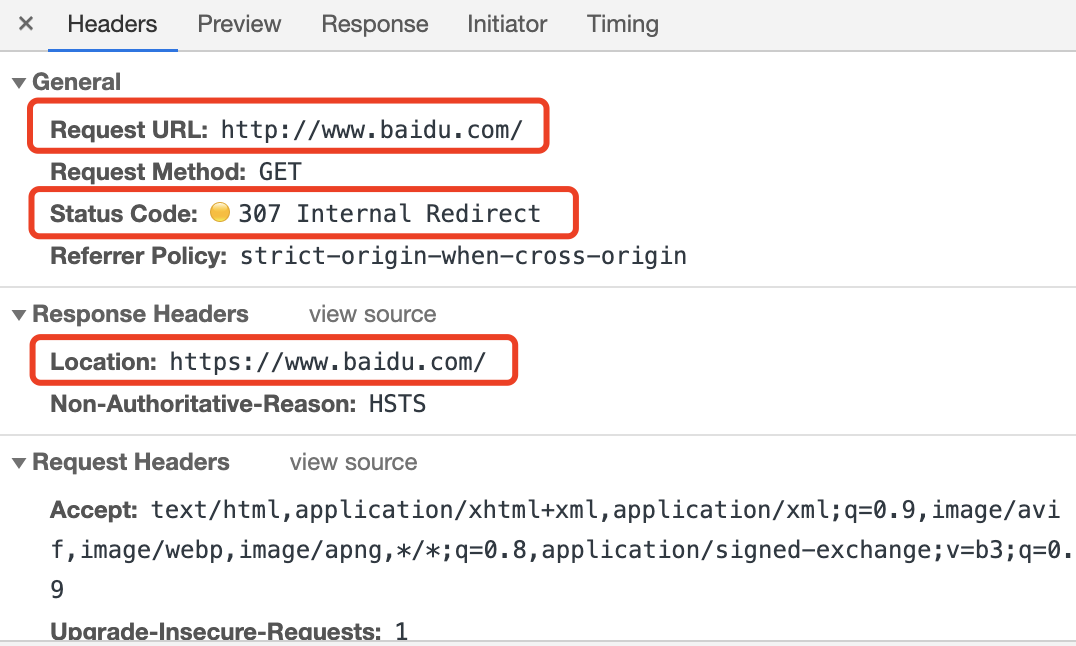 × Headers Preview Response Initiator Timing
▼ General
Request URL: http://www.baidu.com/
Request Method: GET
Status Code: 307 Internal Redirect
Referrer Policy: strict-origin-when-cross-origin
▼ Response Headers view source
Location: https://www.baidu.com/
Non-Authoritative-Reason: HSTS
▼ Request Headers view source
Accept: text/html,application/xhtml+xml,application/xml;q=0.9,image/avi
f,image/webp,image/apng,*/*;q=0.8,application/signed-exchange;v=b3;q=0.
9
Upgrade-Insecure-Requests: 1